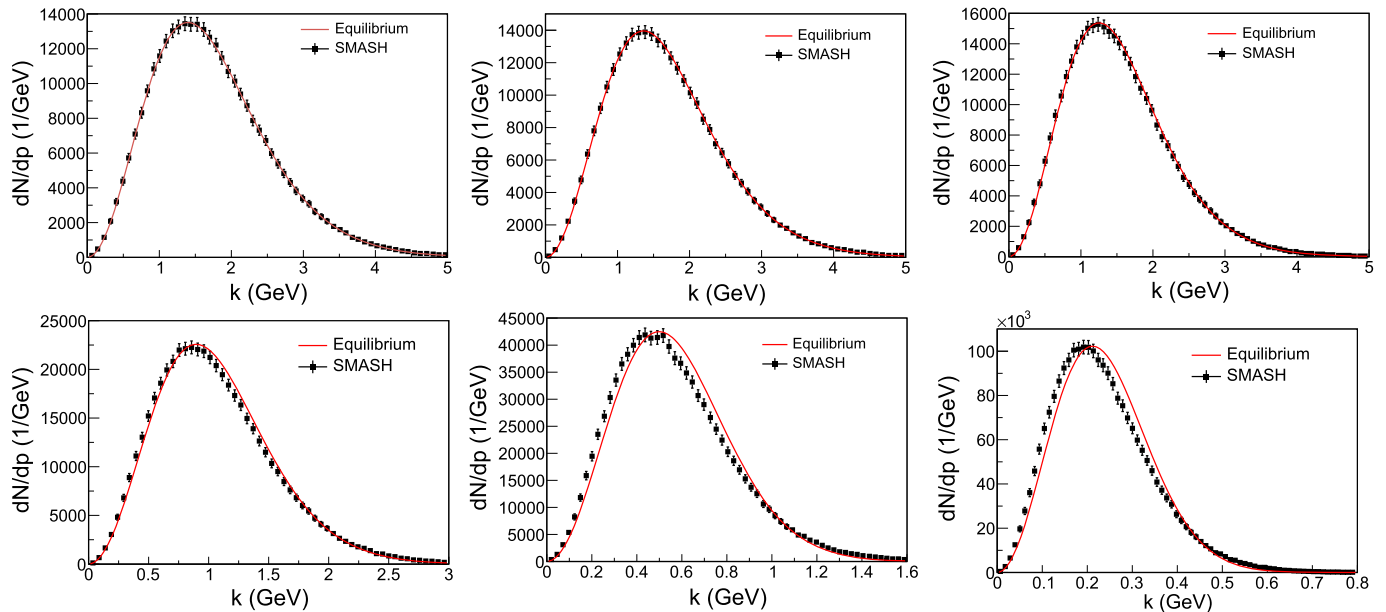 14000
12000
10000
8000
6000
4000
2000
0
dN/dp (1/GeV)
Equilibrium
SMASH
0 1 2 3 4 5
k (GeV)
16000
14000
12000
10000
8000
6000
4000
2000
0
dN/dp (1/GeV)
Equilibrium
SMASH
0 1 2 3 4 5
k (GeV)
16000
14000
12000
10000
8000
6000
4000
2000
0
dN/dp (1/GeV)
Equilibrium
SMASH
0 1 2 3 4 5
k (GeV)
25000
22500
20000
17500
15000
12500
10000
7500
5000
2500
0
dN/dp (1/GeV)
Equilibrium
SMASH
0 0.5 1 1.5 2 2.5 3
k (GeV)
45000
40000
35000
30000
25000
20000
15000
10000
5000
0
dN/dp (1/GeV)
Equilibrium
SMASH
0 0.2 0.4 0.6 0.8 1 1.2 1.4 1.6
k (GeV)
×10³
100
80
60
40
20
0
dN/dp (1/GeV)
Equilibrium
SMASH
0 0.1 0.2 0.3 0.4 0.5 0.6 0.7 0.8
k (GeV)